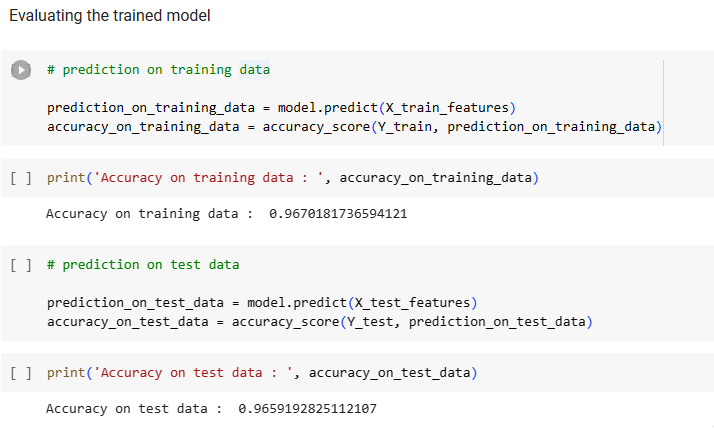 Evaluating the trained model
# prediction on training data
prediction_on_training_data = model.predict(X_train_features)
accuracy_on_training_data = accuracy_score(Y_train, prediction_on_training_data)
[ ] print('Accuracy on training data : ', accuracy_on_training_data)
Accuracy on training data :  0.9670181736594121
[ ] # prediction on test data
prediction_on_test_data = model.predict(X_test_features)
accuracy_on_test_data = accuracy_score(Y_test, prediction_on_test_data)
[ ] print('Accuracy on test data : ', accuracy_on_test_data)
Accuracy on test data :  0.9659192825112107